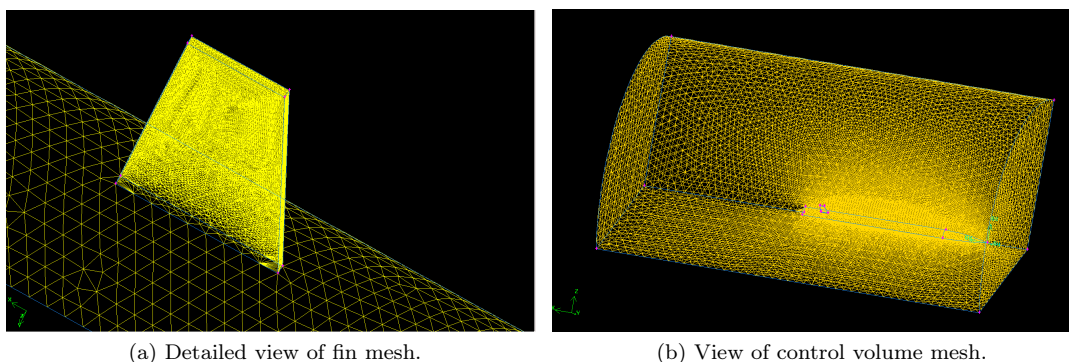 (a) Detailed view of fin mesh.
(b) View of control volume mesh.